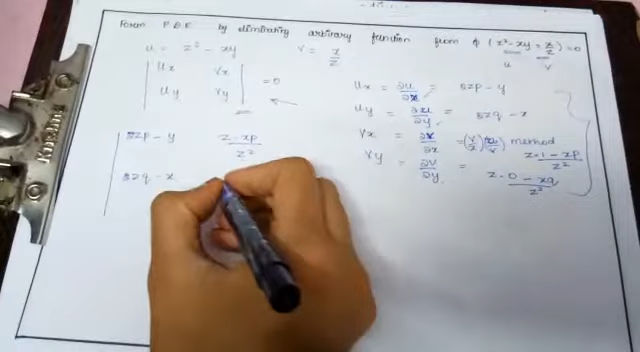 Form P.D.E by eliminating arbitrary function from φ (z² - xy, x/z) = 0
u v
u = z² - xy v = x/z
| ux vx |
| uy vy | = 0
ux = ∂u/∂x = 2zp - y
uy = ∂u/∂y = 2zq - x
vx = ∂v/∂x = method z·1 - xp / z²
vy = ∂v/∂y = z·0 - xq / z²
| 2zp - y z - xp / z²
| 2zq - x